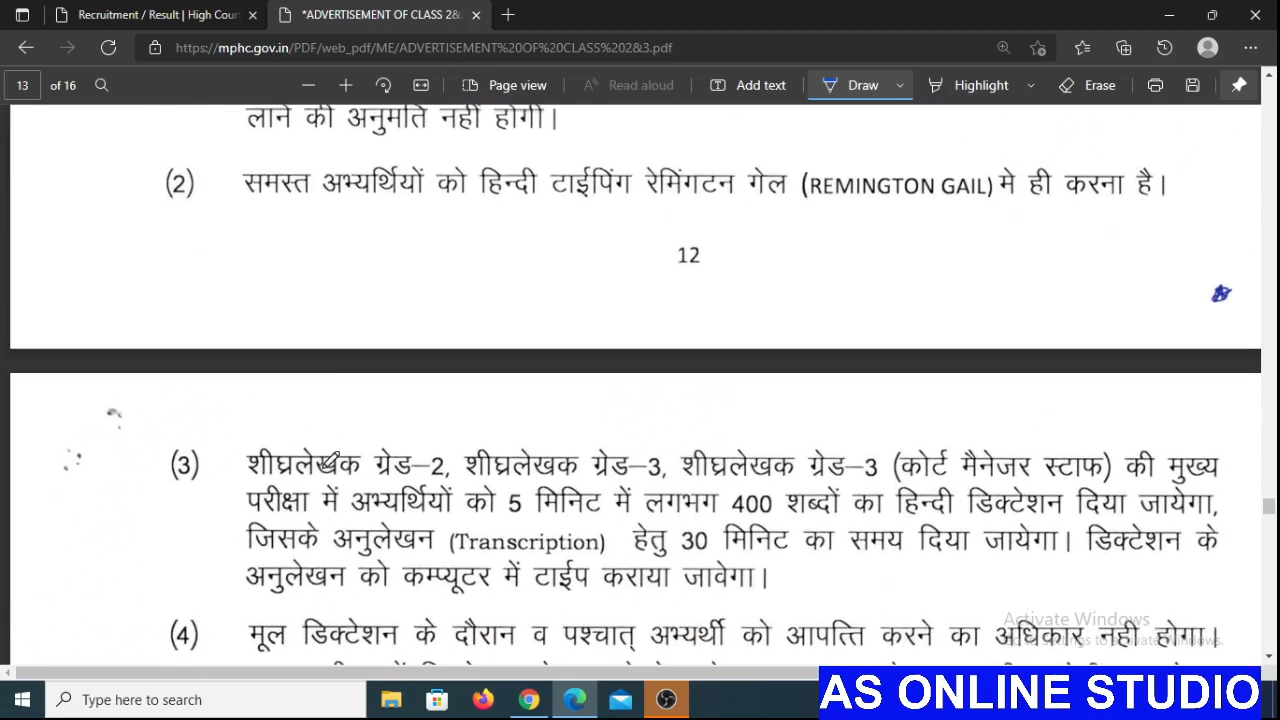 Recruitment / Result | High Cour
*ADVERTISEMENT OF CLASS 2&
https://mphc.gov.in/PDF/web_pdf/ME/ADVERTISEMENT%20OF%20CLASS%202&3.pdf
13 of 16 Page view Read aloud Add text Draw Highlight Erase
लाने की अनुमति नहीं होगी।
(2) समस्त अभ्यर्थियों को हिन्दी टाईपिंग रेमिंगटन गेल (REMINGTON GAIL) मे ही करना है।
12
(3) शीघ्रलेखक ग्रेड–2, शीघ्रलेखक ग्रेड–3, शीघ्रलेखक ग्रेड–3 (कोर्ट मैनेजर स्टाफ) की मुख्य
परीक्षा में अभ्यर्थियों को 5 मिनिट में लगभग 400 शब्दों का हिन्दी डिक्टेशन दिया जायेगा,
जिसके अनुलेखन (Transcription) हेतु 30 मिनिट का समय दिया जायेगा। डिक्टेशन के
अनुलेखन को कम्प्यूटर में टाईप कराया जावेगा।
Activate Windows
(4) मूल डिक्टेशन के दौरान व पश्चात् अभ्यर्थी को आपत्ति करने का अधिकार नही होगा।
Type here to search
AS ONLINE STUDIO